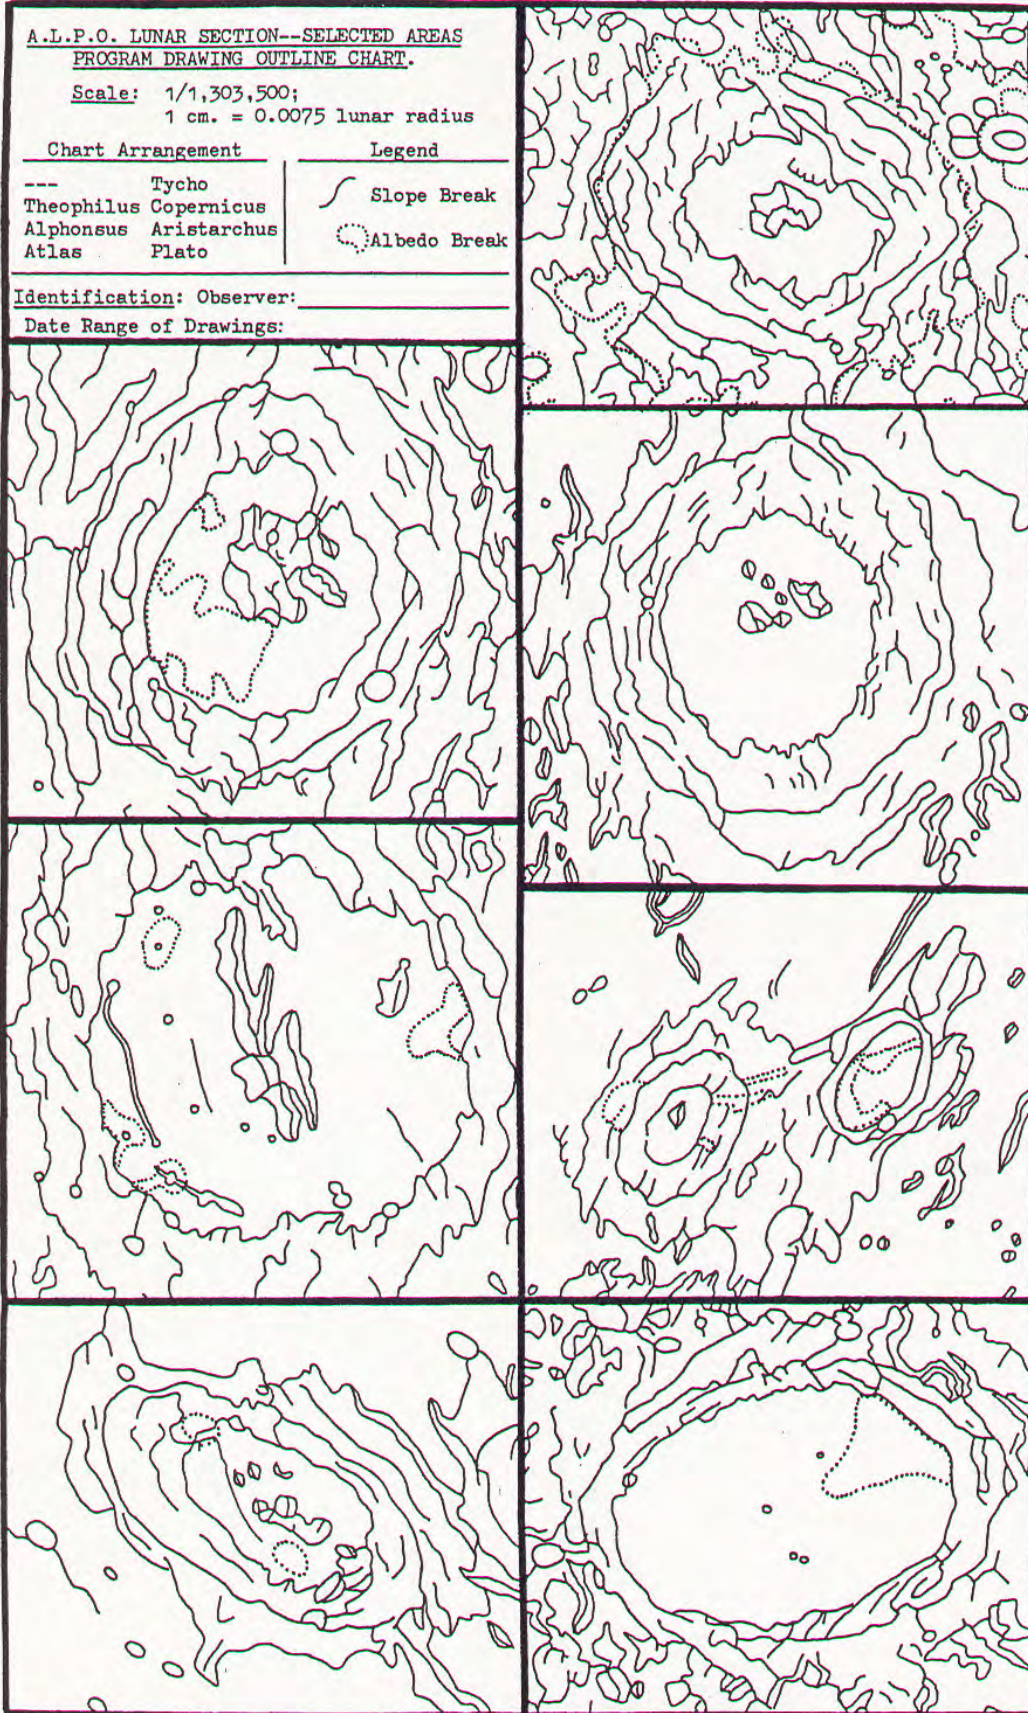 A.L.P.O. LUNAR SECTION--SELECTED AREAS
PROGRAM DRAWING OUTLINE CHART.
Scale: 1/1,303,500;
1 cm. = 0.0075 lunar radius
Chart Arrangement
--- Tycho
Theophilus Copernicus
Alphonsus Aristarchus
Atlas Plato
Legend
Slope Break
Albedo Break
Identification: Observer:
Date Range of Drawings: